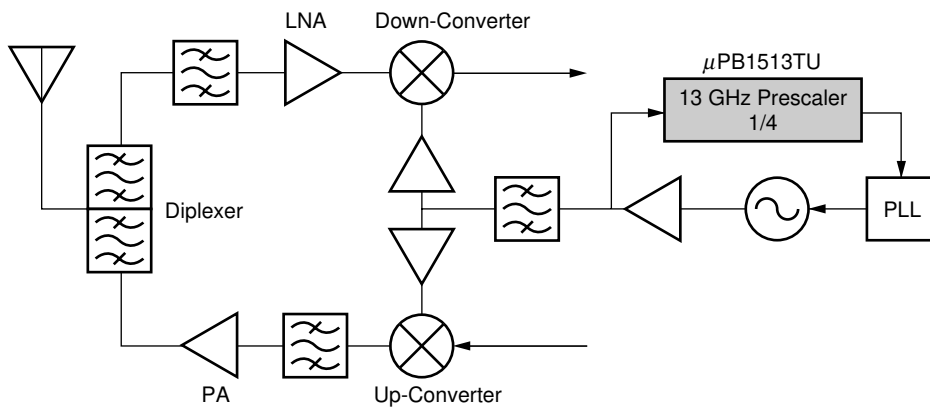 LNA
Down-Converter
µPB1513TU
13 GHz Prescaler
1/4
Diplexer
PLL
PA
Up-Converter